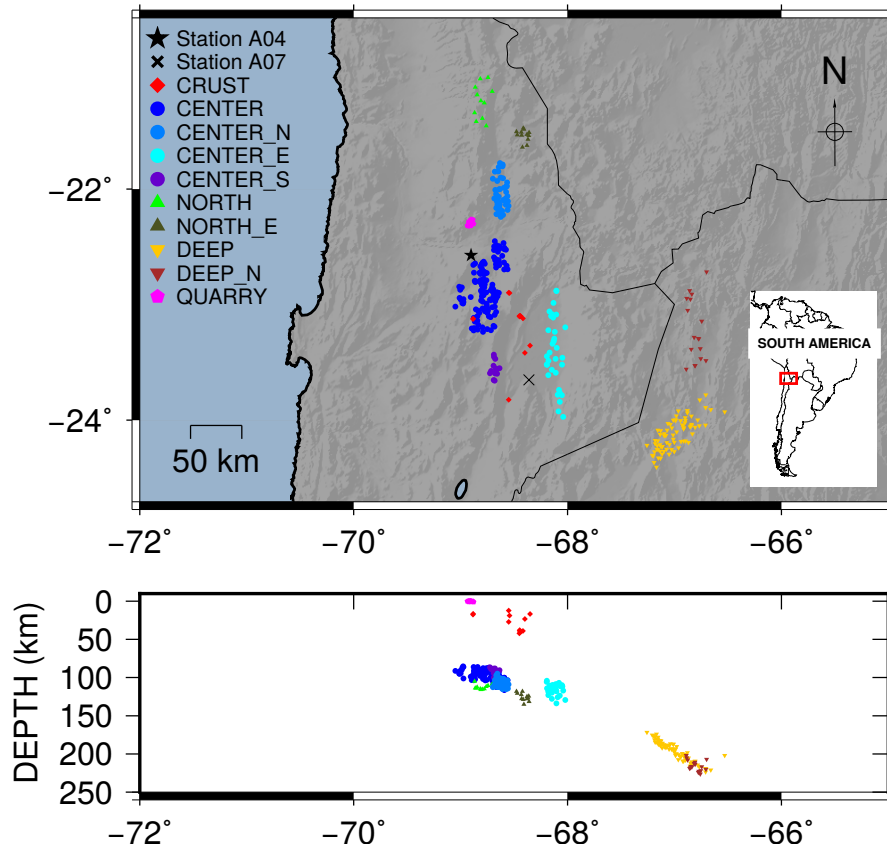 Station A04
Station A07
CRUST
CENTER
CENTER_N
CENTER_E
CENTER_S
NORTH
NORTH_E
DEEP
DEEP_N
QUARRY
N
−22°
−24°
50 km
SOUTH AMERICA
−72° −70° −68° −66°
DEPTH (km)
0
50
100
150
200
250
−72° −70° −68° −66°